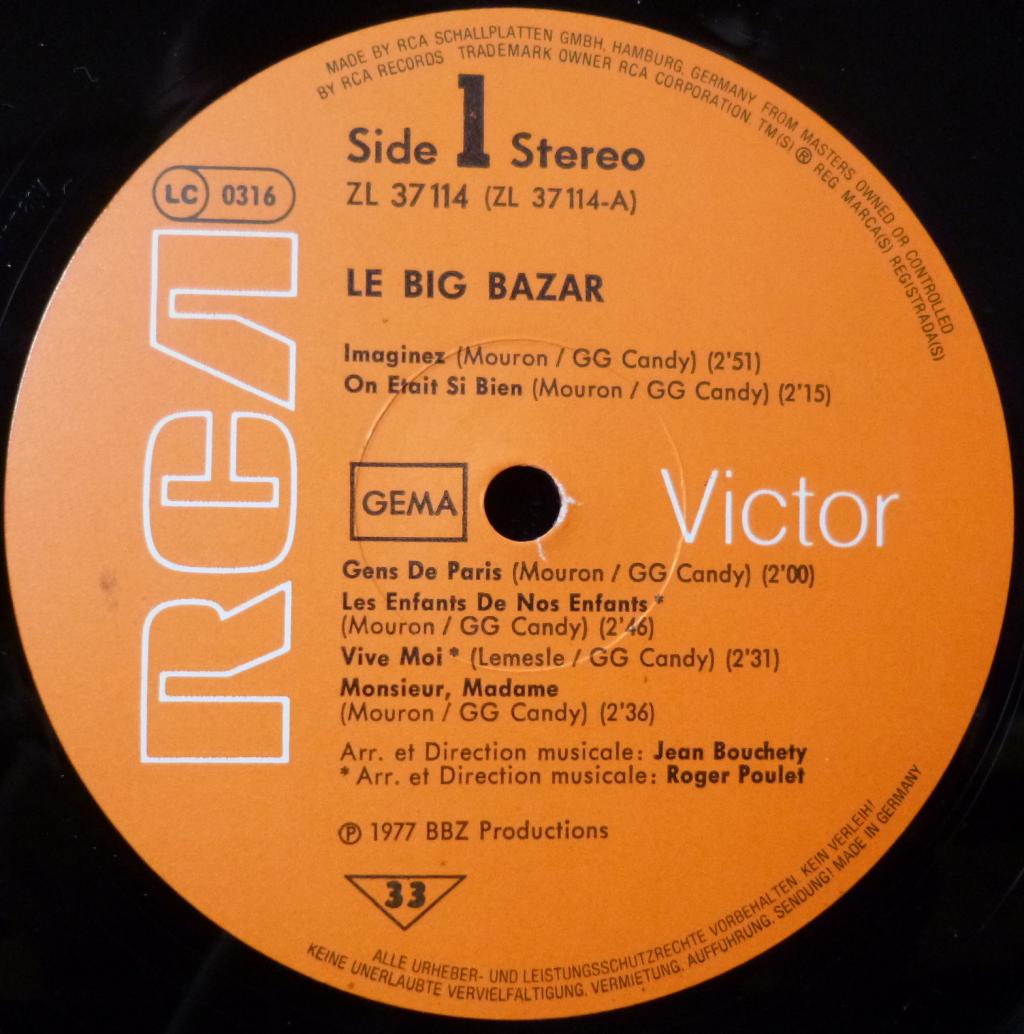 MADE BY RCA SCHALLPLATTEN GMBH, HAMBURG, GERMANY FROM MASTERS OWNED OR CONTROLLED
BY RCA RECORDS TRADEMARK OWNER RCA CORPORATION. TM(S) ® REG. MARCA(S) REGISTRADA(S)
Side 1 Stereo
ZL 37114 (ZL 37114-A)
LC 0316
RCA
LE BIG BAZAR
Imaginez (Mouron / GG Candy) (2'51)
On Etait Si Bien (Mouron / GG Candy) (2'15)
GEMA
Victor
Gens De Paris (Mouron / GG Candy) (2'00)
Les Enfants De Nos Enfants *
(Mouron / GG Candy) (2'46)
Vive Moi * (Lemesle / GG Candy) (2'31)
Monsieur, Madame
(Mouron / GG Candy) (2'36)
Arr. et Direction musicale: Jean Bouchety
* Arr. et Direction musicale: Roger Poulet
℗ 1977 BBZ Productions
33
ALLE URHEBER- UND LEISTUNGSSCHUTZRECHTE VORBEHALTEN. KEIN VERLEIH!
KEINE UNERLAUBTE VERVIELFÄLTIGUNG, VERMIETUNG, AUFFÜHRUNG, SENDUNG! MADE IN GERMANY